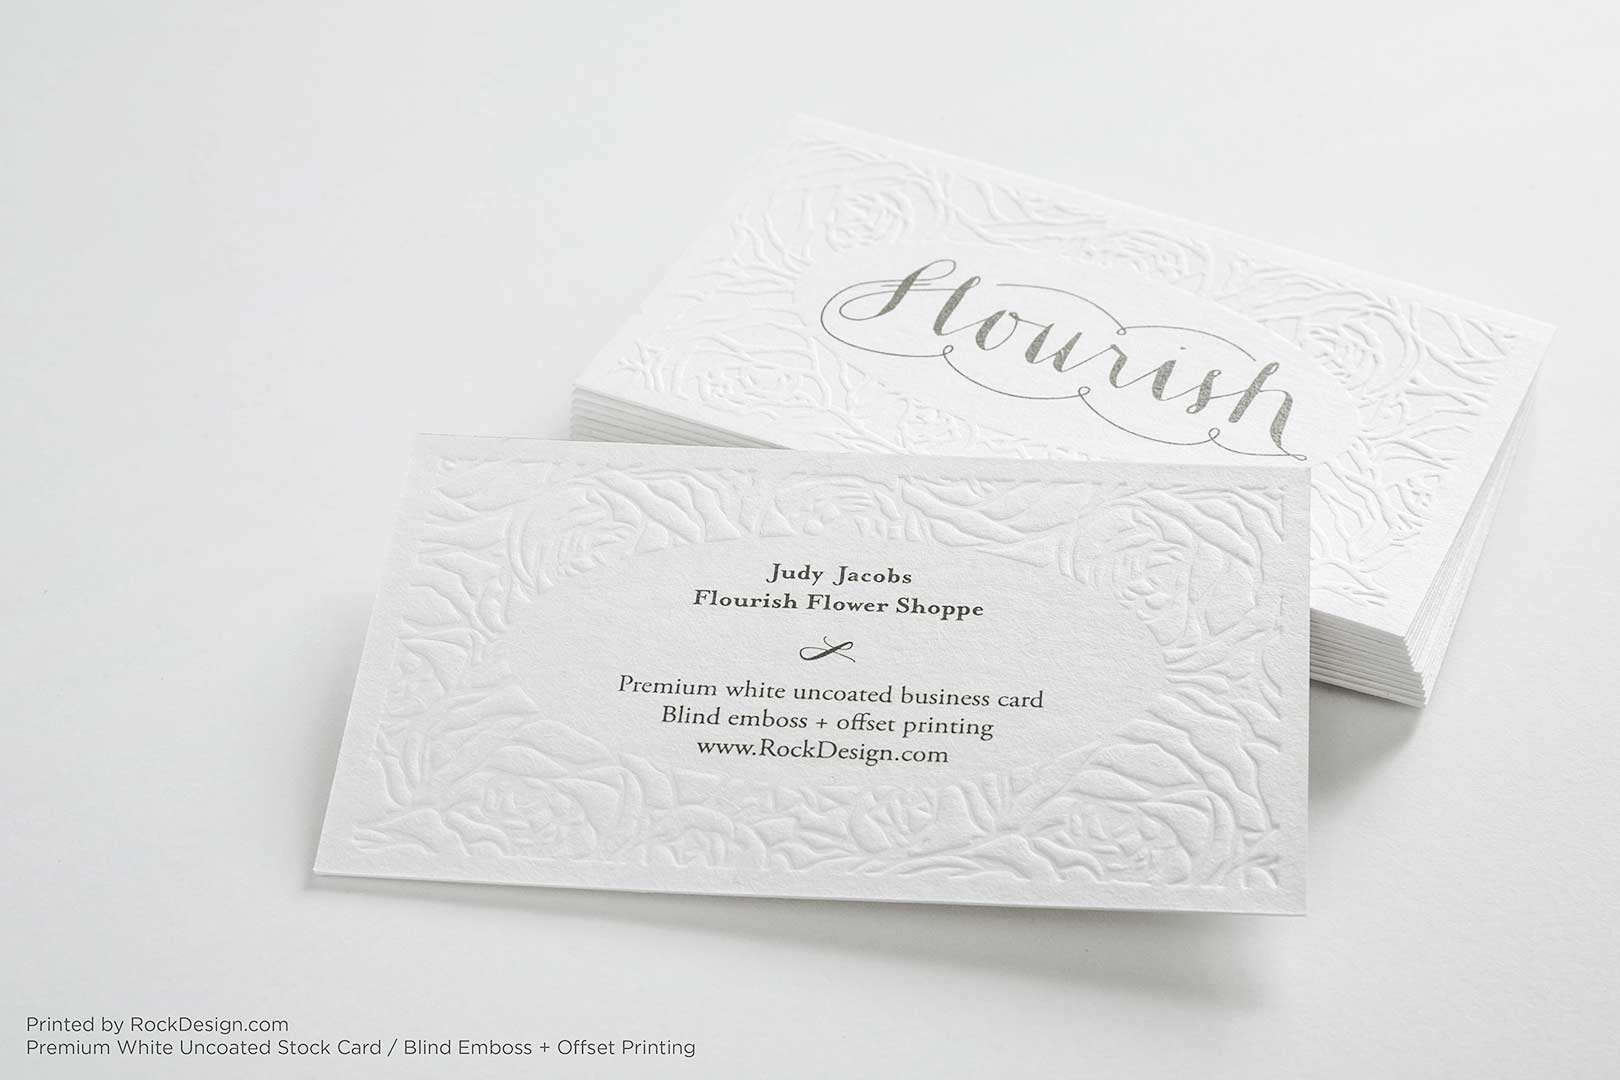 Flourish
Judy Jacobs
Flourish Flower Shoppe
Premium white uncoated business card
Blind emboss + offset printing
www.RockDesign.com
Printed by RockDesign.com
Premium White Uncoated Stock Card / Blind Emboss + Offset Printing